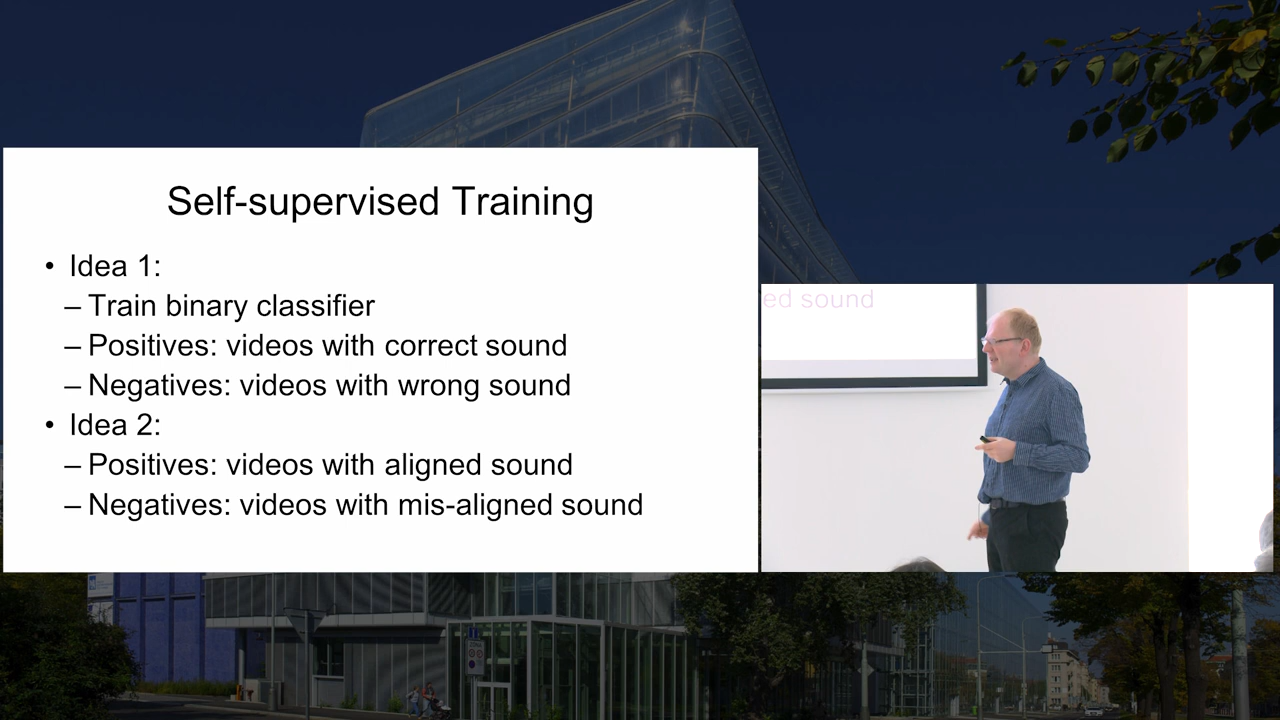 Self-supervised Training
• Idea 1:
– Train binary classifier
– Positives: videos with correct sound
– Negatives: videos with wrong sound
• Idea 2:
– Positives: videos with aligned sound
– Negatives: videos with mis-aligned sound
ed sound